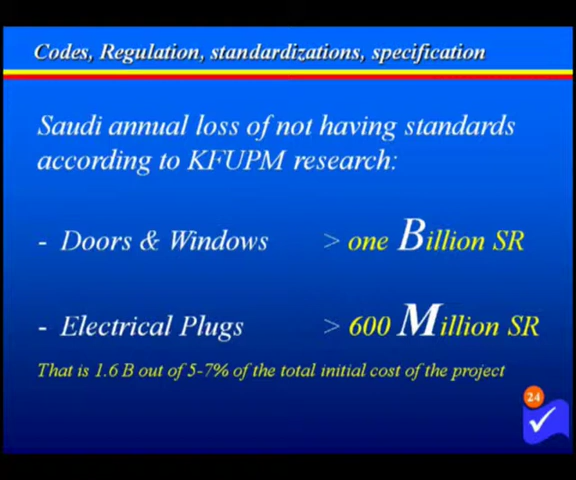 Codes, Regulation, standardizations, specification
Saudi annual loss of not having standards
according to KFUPM research:
- Doors & Windows > one Billion SR
- Electrical Plugs > 600 Million SR
That is 1.6 B out of 5-7% of the total initial cost of the project
24